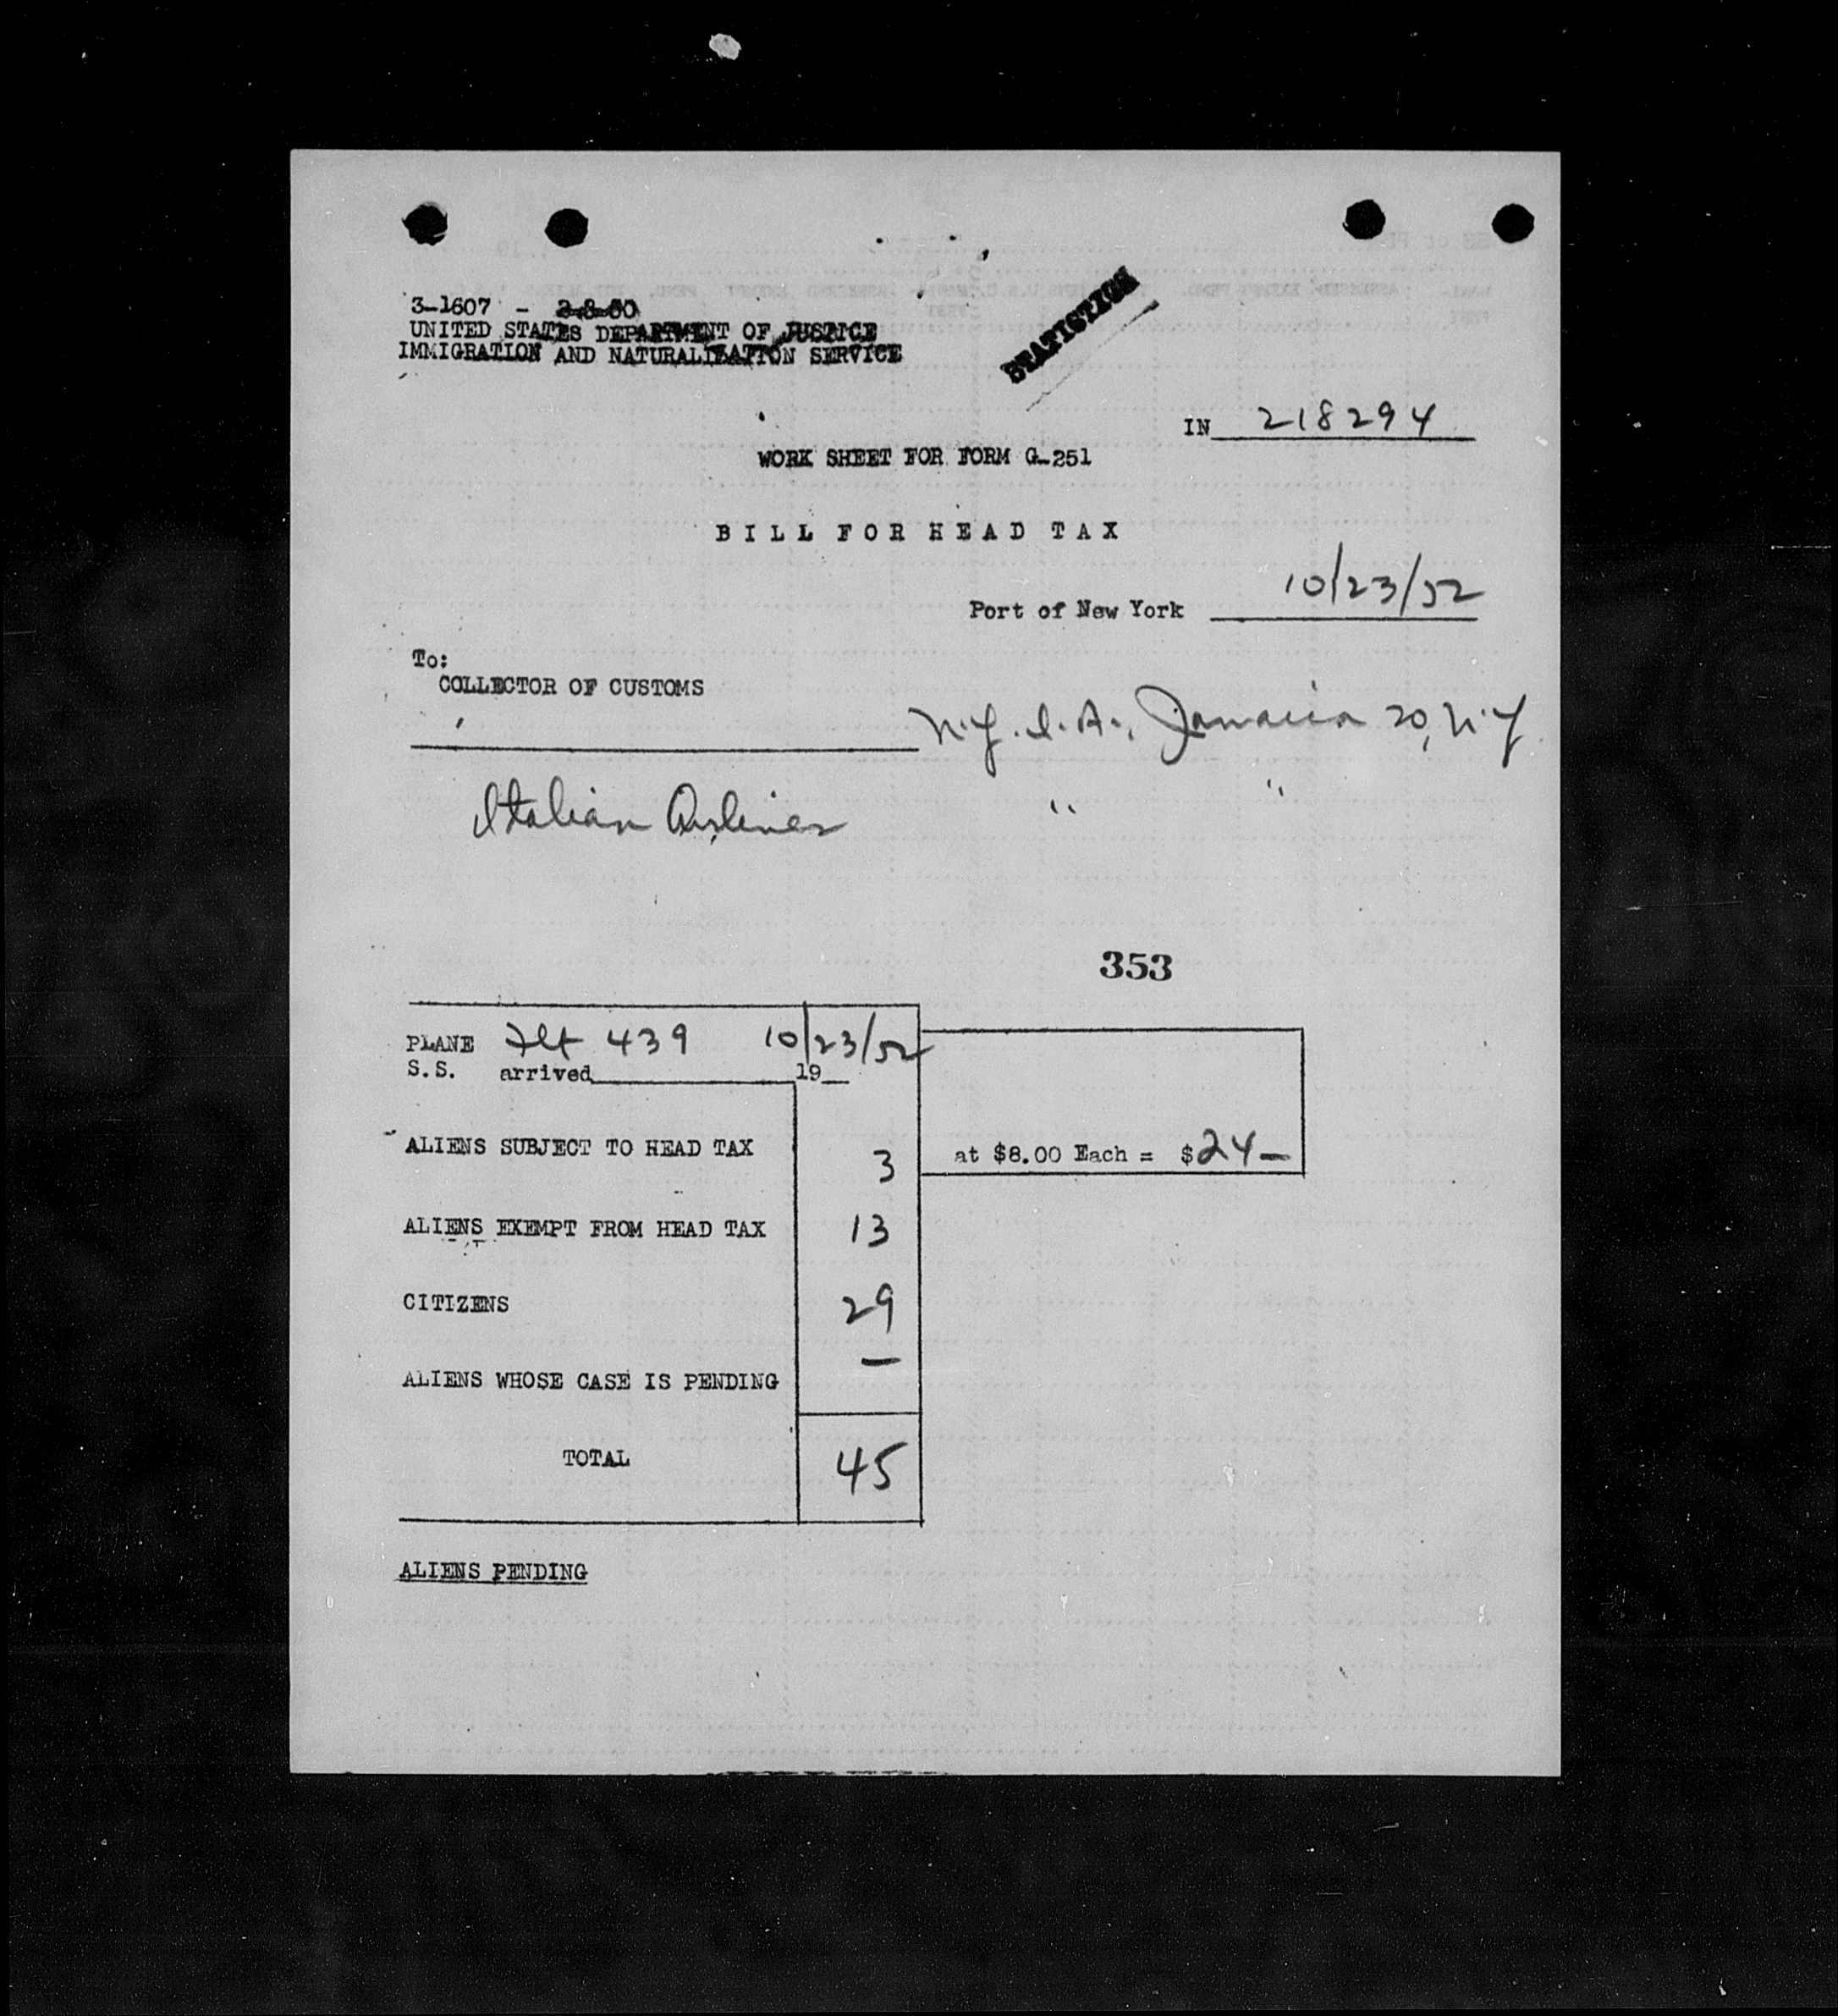 3-1607 - 2-8-50
UNITED STATES DEPARTMENT OF JUSTICE
IMMIGRATION AND NATURALIZATION SERVICE
STATISTICS
IN 218294
WORK SHEET FOR FORM G-251
BILL FOR HEAD TAX
Port of New York 10/23/52
To:
COLLECTOR OF CUSTOMS
N.Y.I.A., Jamaica 20, N.Y
Italian Airlines " "
353
PLANE Flt 439 10/23/52
S.S. arrived 19
ALIENS SUBJECT TO HEAD TAX 3 at $8.00 Each = $24—
ALIENS EXEMPT FROM HEAD TAX 13
CITIZENS 29
ALIENS WHOSE CASE IS PENDING —
TOTAL 45
ALIENS PENDING